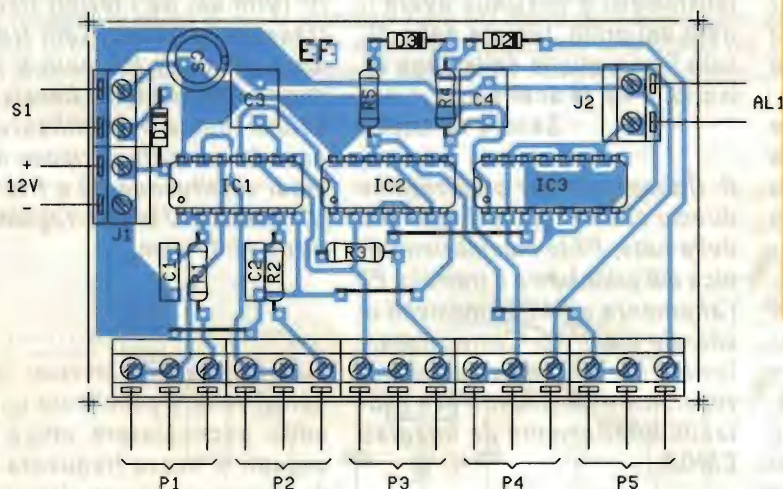 EF
D3
D2
C5
S1
D1
C3
R5
R4
C4
J2
AL1
+
12V
-
J1
IC1
IC2
IC3
C1
R1
C2
R2
R3
P1
P2
P3
P4
P5